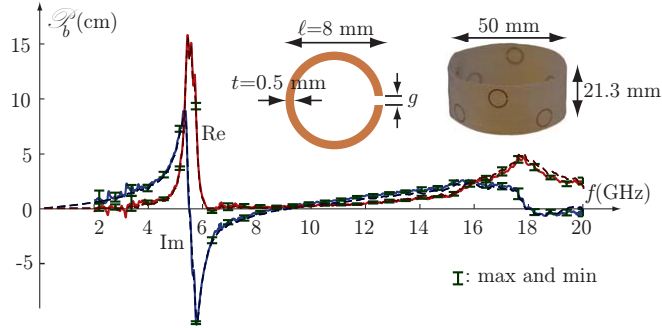 𝒫b(cm)
15
10
5
0
-5
2 4 6 8 10 12 14 16 18 20
f(GHz)
Re
Im
ℓ=8 mm
t=0.5 mm
g
50 mm
21.3 mm
: max and min